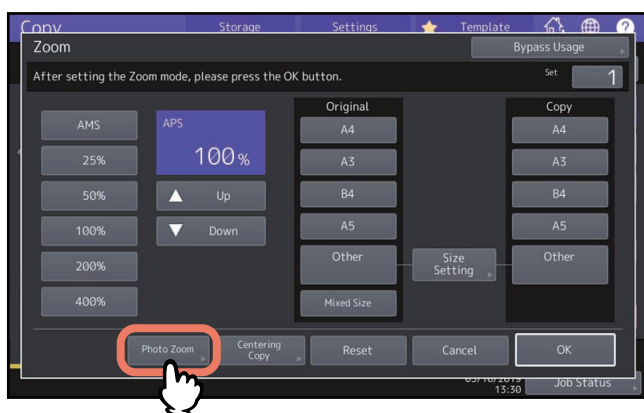 Copy Storage Settings Template ?
Zoom Bypass Usage
After setting the Zoom mode, please press the OK button. Set 1
Original Copy
AMS APS A4 A4
25% 100% A3 A3
50% Up B4 B4
100% Down A5 A5
200% Other Size Setting Other
400% Mixed Size
Photo Zoom Centering Copy Reset Cancel OK
13:30 Job Status